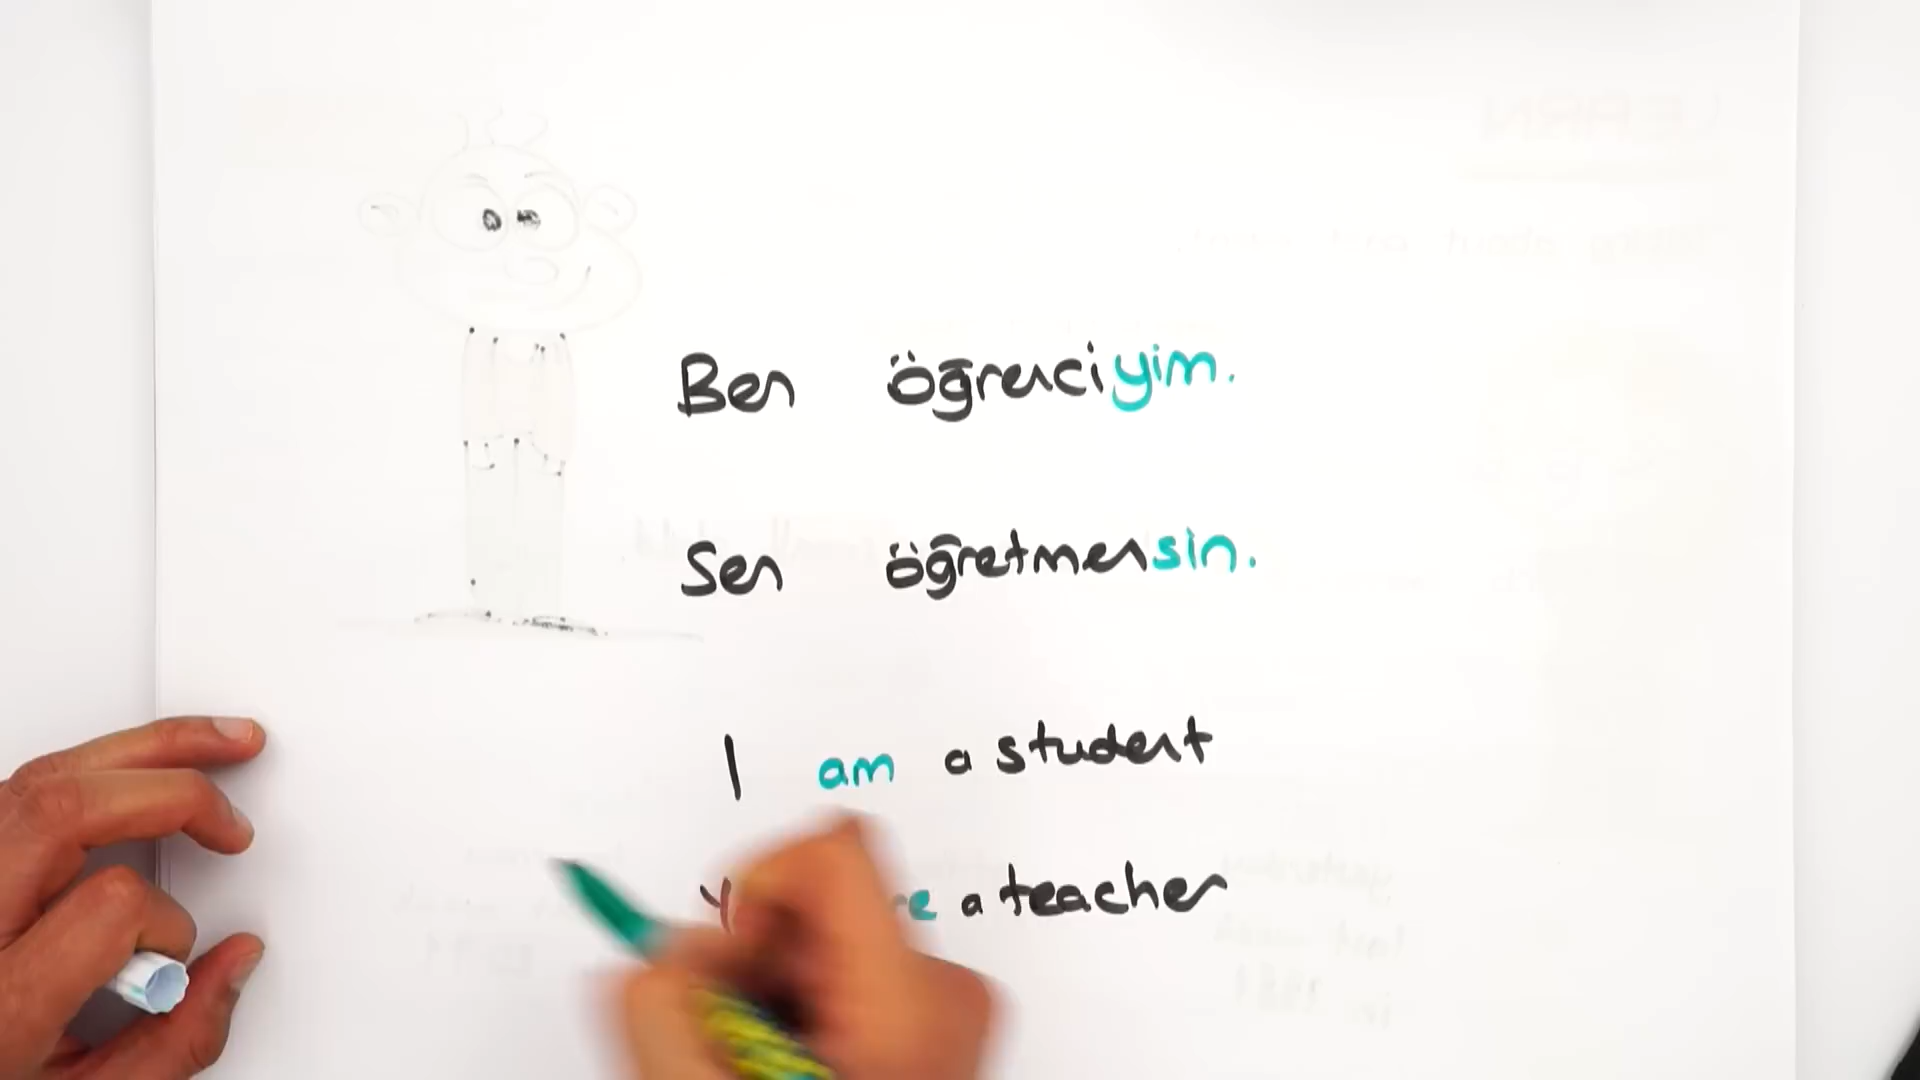 Ben öğrenciyim.
Sen öğretmensin.
I am a student
a teacher